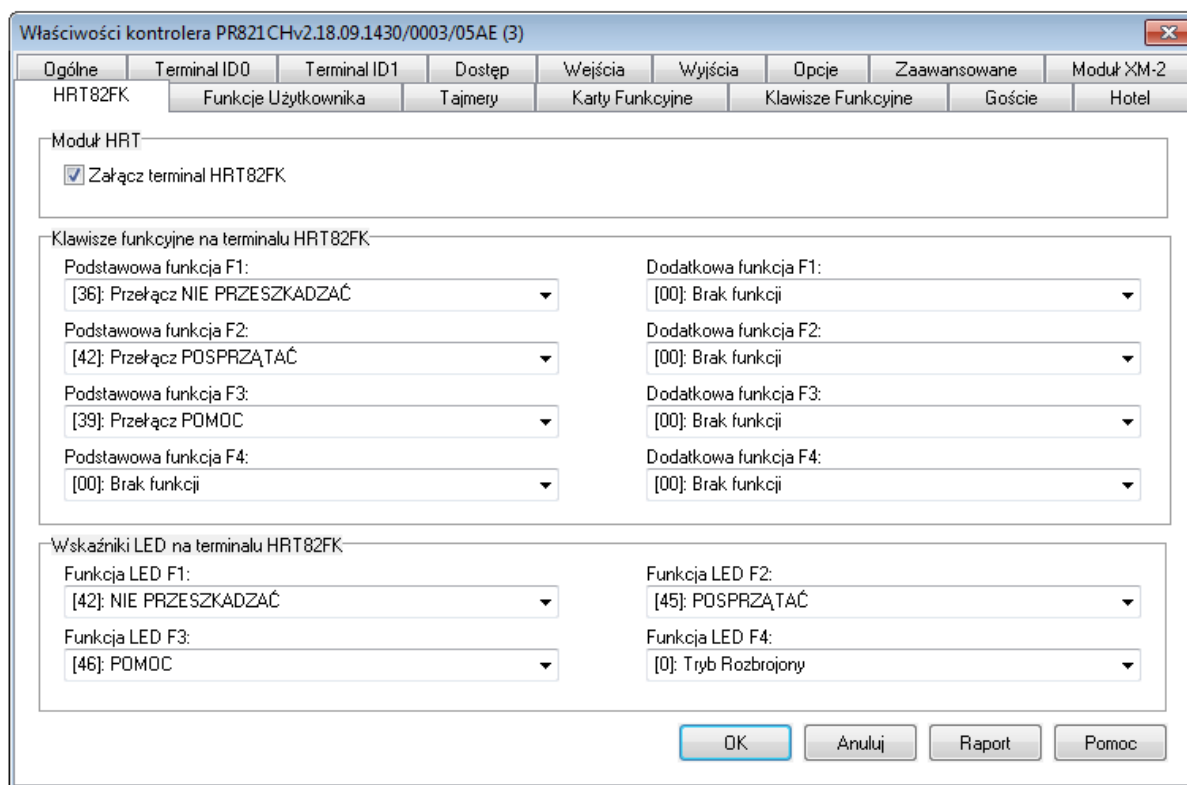 Właściwości kontrolera PR821CHv2.18.09.1430/0003/05AE (3)
Ogólne Terminal ID0 Terminal ID1 Dostęp Wejścia Wyjścia Opcje Zaawansowane Moduł XM-2
HRT82FK Funkcje Użytkownika Tajmery Karty Funkcyjne Klawisze Funkcyjne Goście Hotel
Moduł HRT
Załącz terminal HRT82FK
Klawisze funkcyjne na terminalu HRT82FK
Podstawowa funkcja F1: Dodatkowa funkcja F1:
[36]: Przełącz NIE PRZESZKADZAĆ [00]: Brak funkcji
Podstawowa funkcja F2: Dodatkowa funkcja F2:
[42]: Przełącz POSPRZĄTAĆ [00]: Brak funkcji
Podstawowa funkcja F3: Dodatkowa funkcja F3:
[39]: Przełącz POMOC [00]: Brak funkcji
Podstawowa funkcja F4: Dodatkowa funkcja F4:
[00]: Brak funkcji [00]: Brak funkcji
Wskaźniki LED na terminalu HRT82FK
Funkcja LED F1: Funkcja LED F2:
[42]: NIE PRZESZKADZAĆ [45]: POSPRZĄTAĆ
Funkcja LED F3: Funkcja LED F4:
[46]: POMOC [0]: Tryb Rozbrojony
OK Anuluj Raport Pomoc